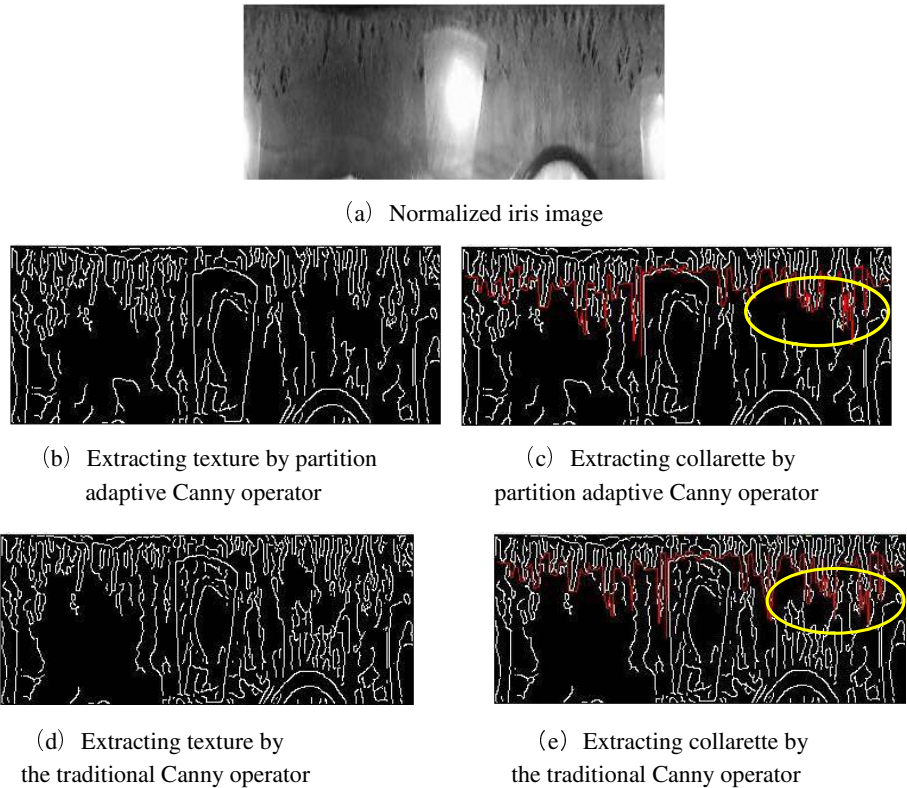 （a）Normalized iris image
（b）Extracting texture by partition
adaptive Canny operator
（c）Extracting collarette by
partition adaptive Canny operator
（d）Extracting texture by
the traditional Canny operator
（e）Extracting collarette by
the traditional Canny operator